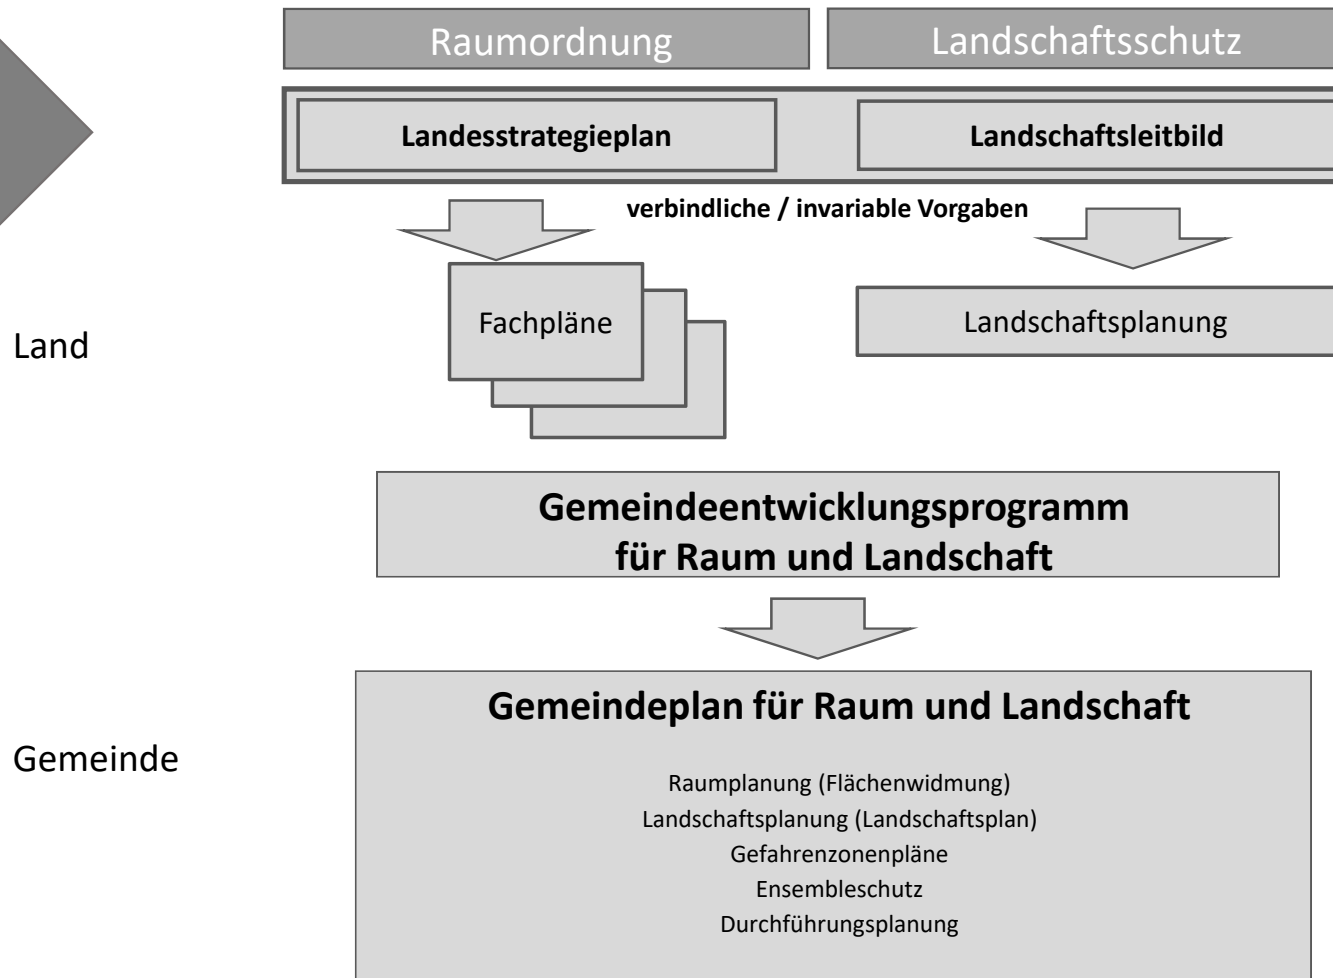 Raumordnung
Landschaftsschutz
Landesstrategieplan
Landschaftsleitbild
verbindliche / invariable Vorgaben
Fachpläne
Landschaftsplanung
Land
Gemeindeentwicklungsprogramm
für Raum und Landschaft
Gemeindeplan für Raum und Landschaft
Gemeinde
Raumplanung (Flächenwidmung)
Landschaftsplanung (Landschaftsplan)
Gefahrenzonenpläne
Ensembleschutz
Durchführungsplanung